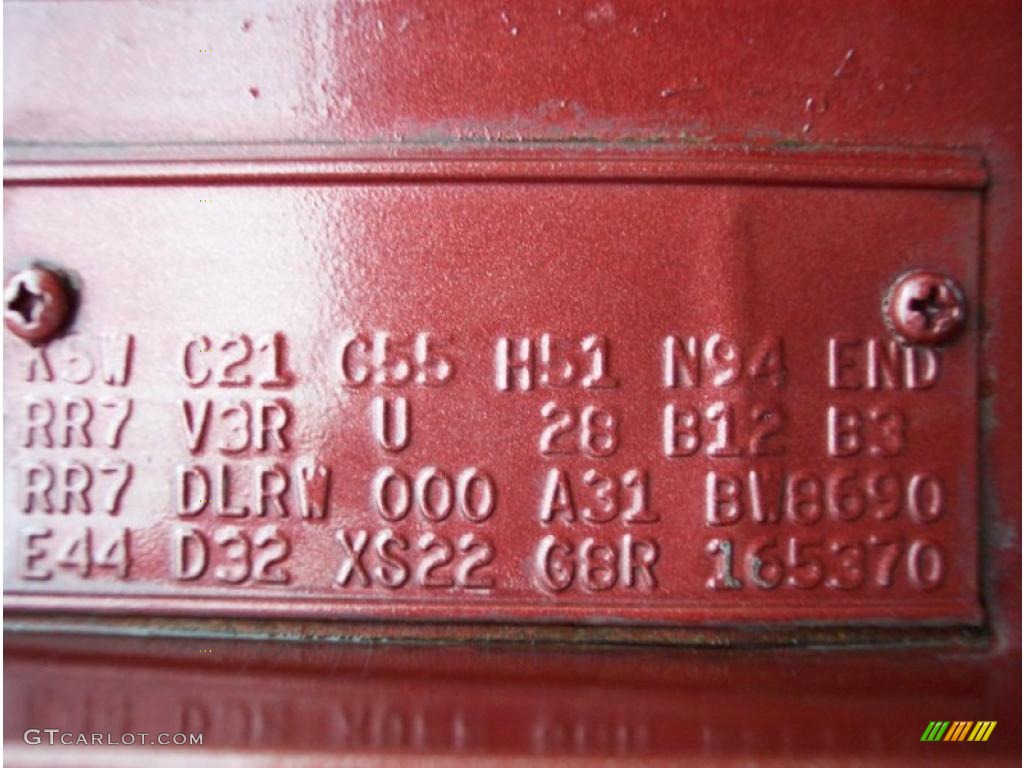 K5W C21 C55 H51 N94 END
RR7 V3R U 28 B12 B3
RR7 DLRW 000 A31 BW8690
E44 D32 XS22 G8R 165370
GTCARLOT.COM